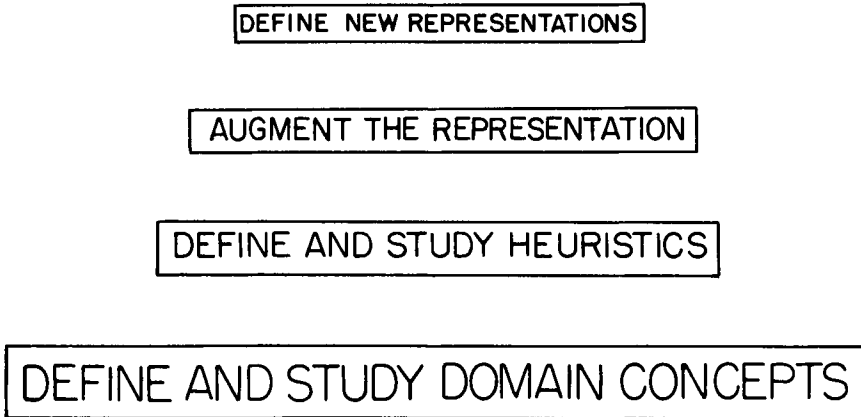 DEFINE NEW REPRESENTATIONS
AUGMENT THE REPRESENTATION
DEFINE AND STUDY HEURISTICS
DEFINE AND STUDY DOMAIN CONCEPTS